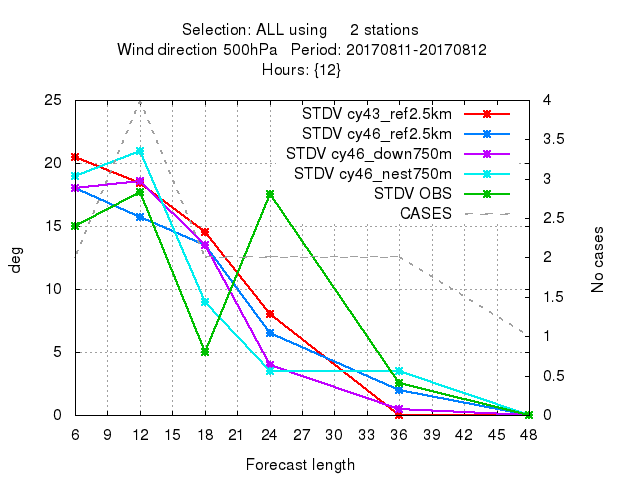 Selection: ALL using 2 stations
Wind direction 500hPa Period: 20170811-20170812
Hours: {12}
25 4
STDV cy43_ref2.5km
STDV cy46_ref2.5km
STDV cy46_down750m
STDV cy46_nest750m
STDV OBS
CASES
3.5
20
3
15
2.5
deg
No cases
2
10
1.5
1
5
0.5
0 0
6 9 12 15 18 21 24 27 30 33 36 39 42 45 48
Forecast length